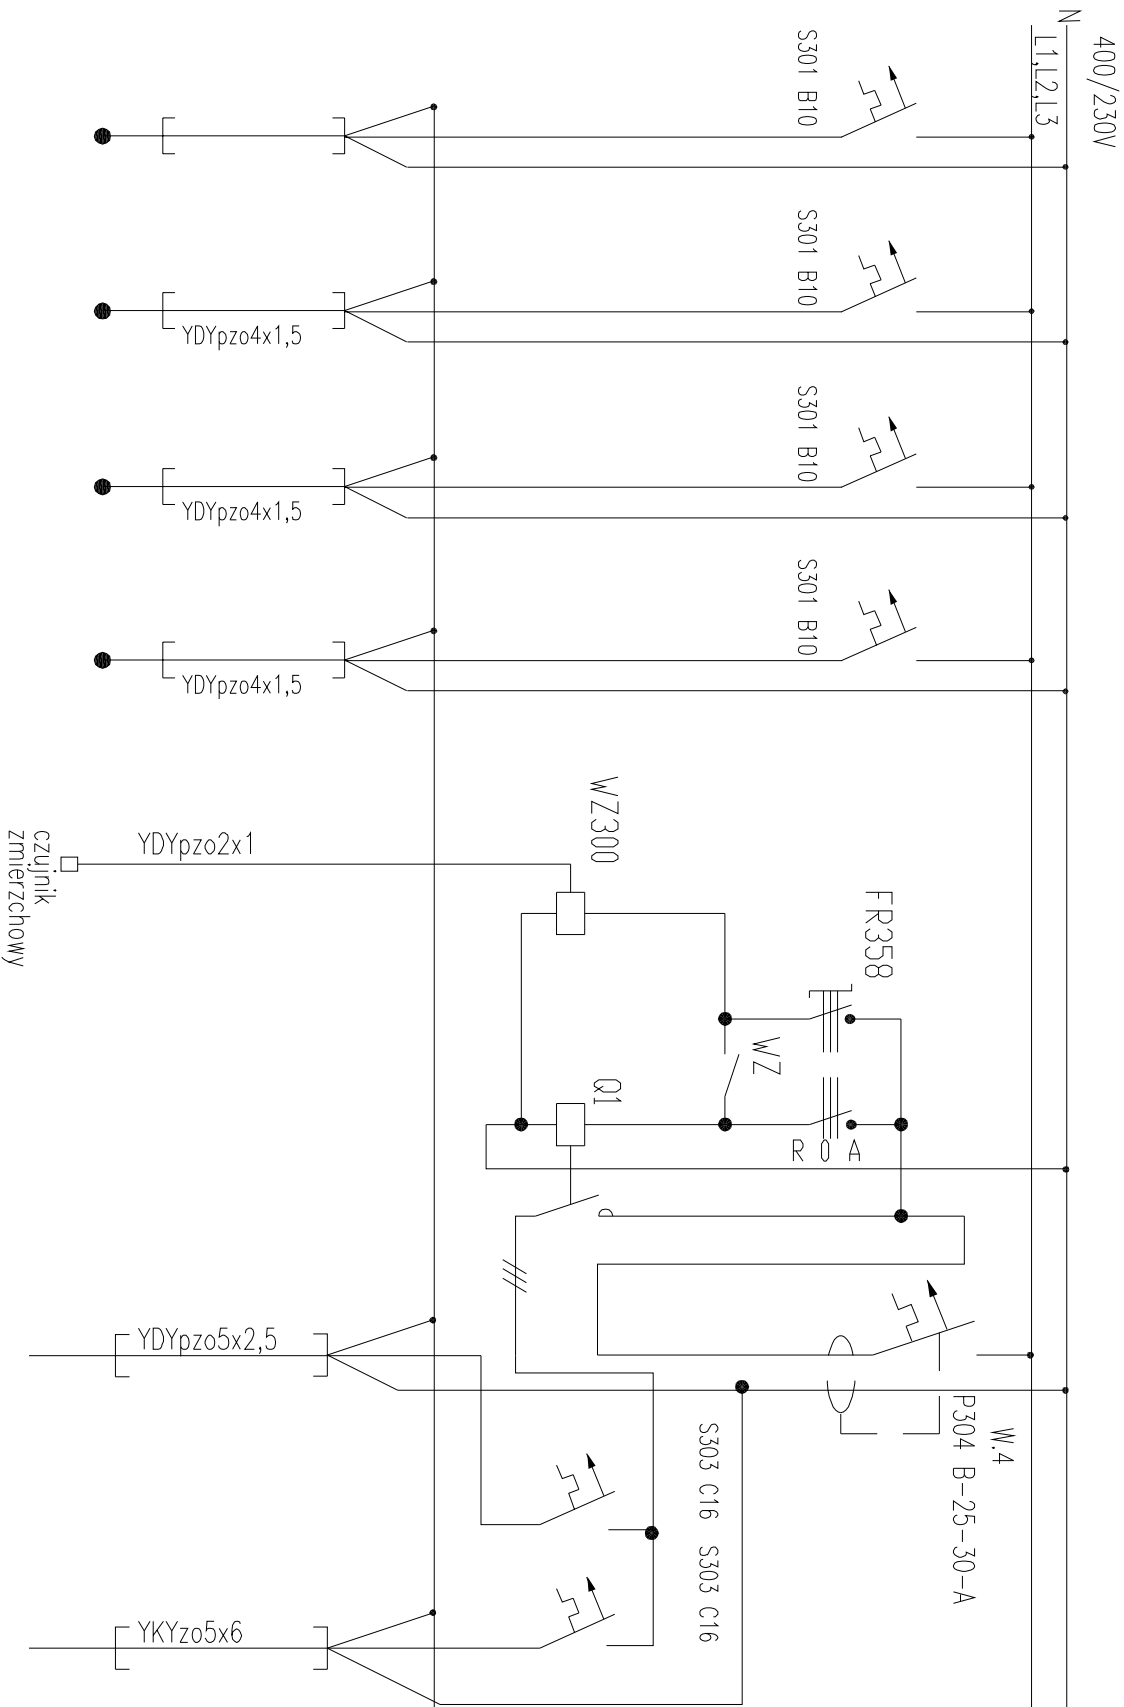 400/230V
N
L1,L2,L3
S301 B10
S301 B10
YDYpzo4x1,5
S301 B10
YDYpzo4x1,5
S301 B10
YDYpzo4x1,5
WZ300
YDYpzo2x1
czujnik
zmierzchowy
FR358
WZ
Q1
R 0 A
W.4
P304 B-25-30-A
S303 C16
S303 C16
YDYpzo5x2,5
YKYzo5x6